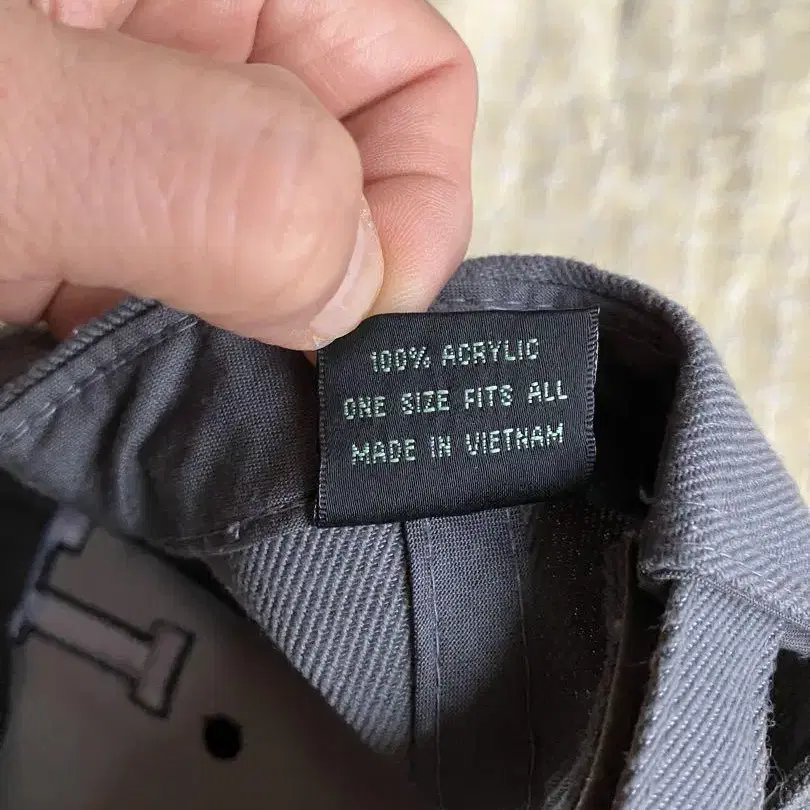 100% ACRYLIC
ONE SIZE FITS ALL
MADE IN VIETNAM